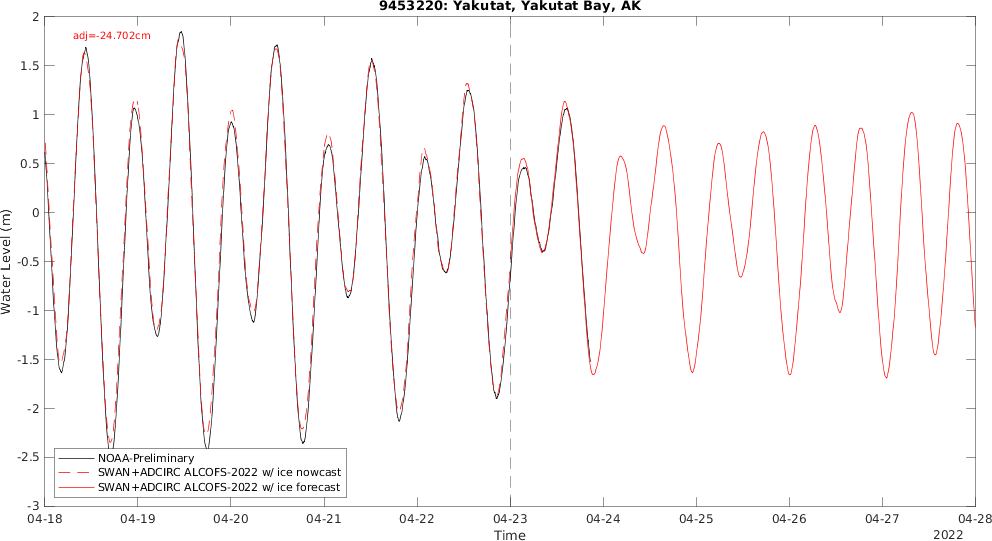 9453220: Yakutat, Yakutat Bay, AK
adj=-24.702cm
Water Level (m)
2
1.5
1
0.5
0
-0.5
-1
-1.5
-2
-2.5
-3
NOAA-Preliminary
SWAN+ADCIRC ALCOFS-2022 w/ ice nowcast
SWAN+ADCIRC ALCOFS-2022 w/ ice forecast
04-18 04-19 04-20 04-21 04-22 04-23 04-24 04-25 04-26 04-27 04-28
Time
2022